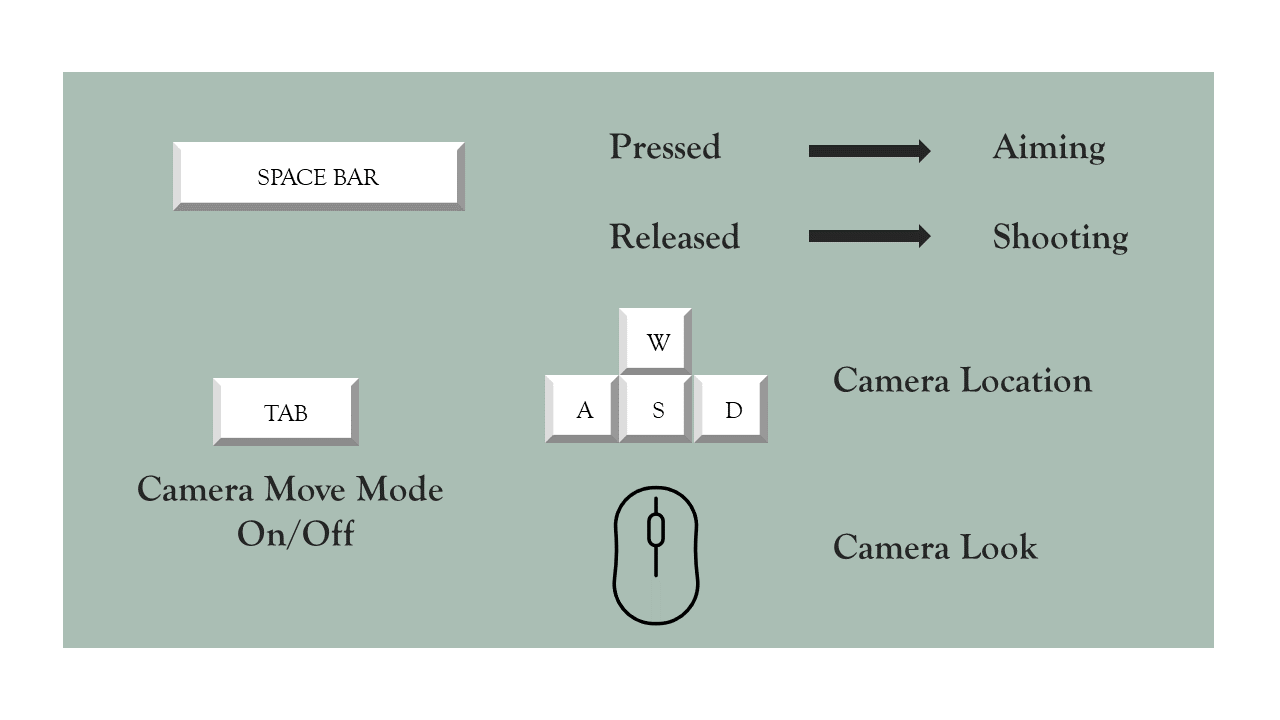 SPACE BAR
Pressed
Aiming
Released
Shooting
TAB
Camera Move Mode
On/Off
W
A
S
D
Camera Location
Camera Look